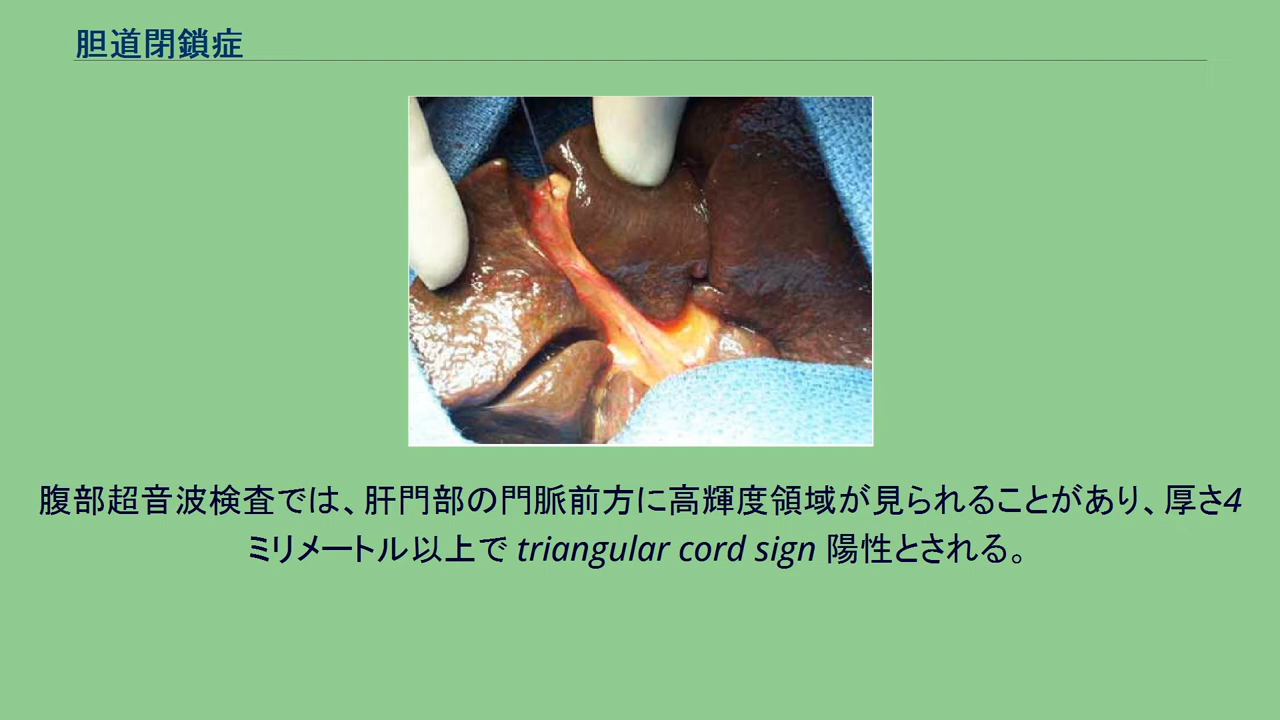 胆道閉鎖症
腹部超音波検査では、肝門部の門脈前方に高輝度領域が見られることがあり、厚さ4
ミリメートル以上で triangular cord sign 陽性とされる。